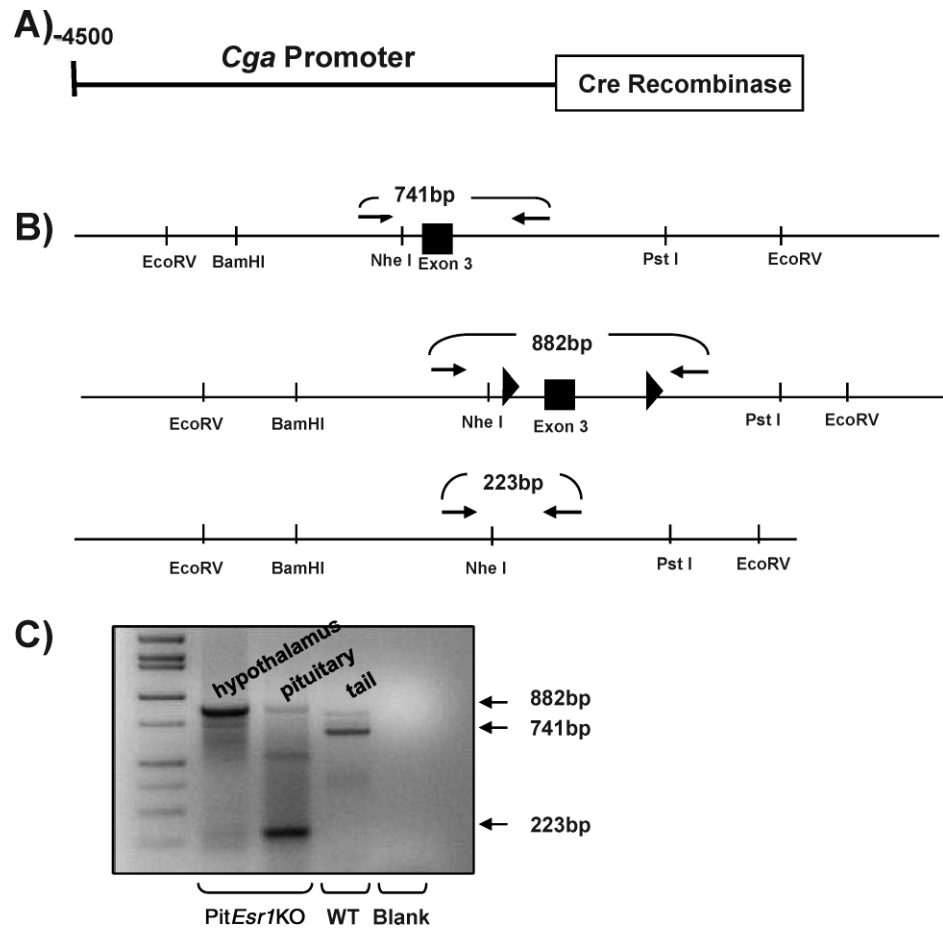 A)
-4500
Cga Promoter
Cre Recombinase
B)
741bp
EcoRV BamHI Nhe I Exon 3 Pst I EcoRV
882bp
EcoRV BamHI Nhe I Exon 3 Pst I EcoRV
223bp
EcoRV BamHI Nhe I Pst I EcoRV
C)
hypothalamus
pituitary
tail
882bp
741bp
223bp
PitEsr1KO WT Blank